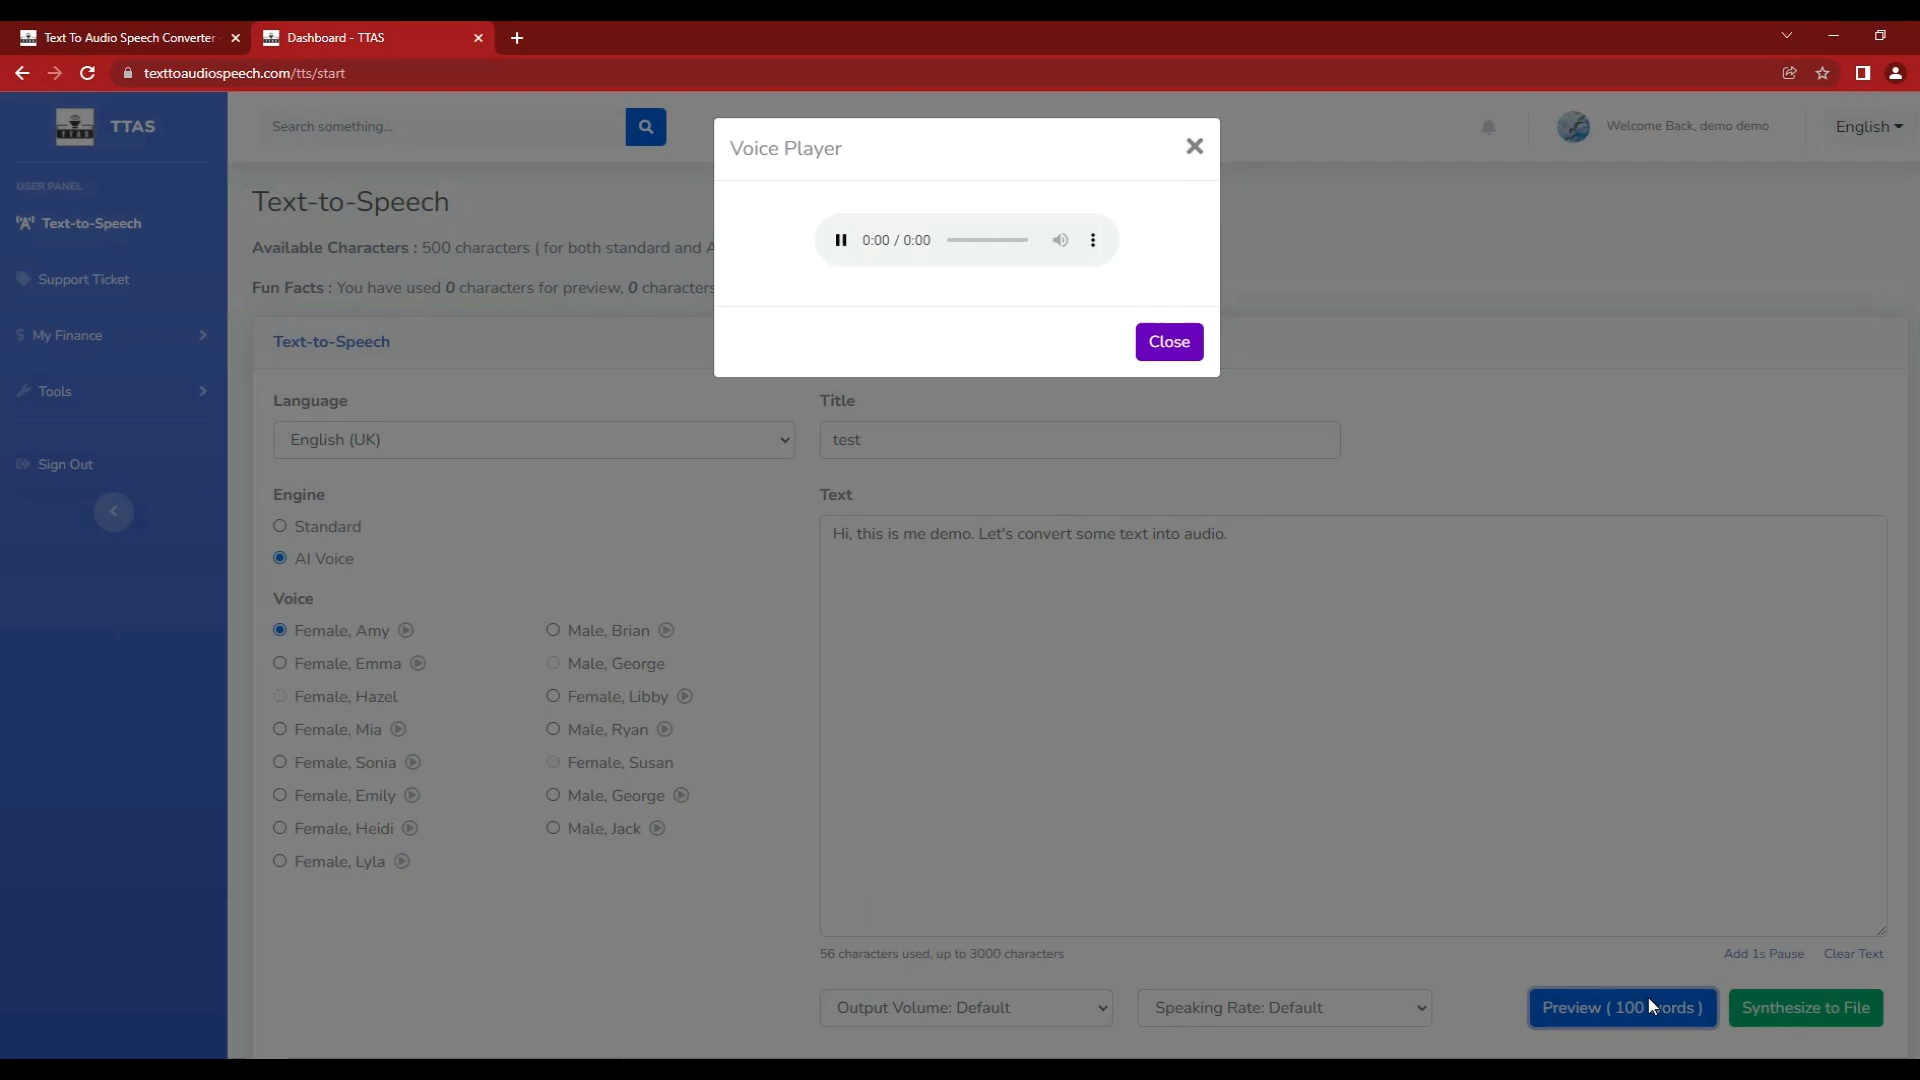 Text To Audio Speech Converter
Dashboard - TTAS
texttoaudiospeech.com/tts/start
TTAS
Search something...
Welcome Back, demo demo
English
USER PANEL
Text-to-Speech
Support Ticket
$ My Finance
Tools
Sign Out
Voice Player
0:00 / 0:00
Close
Text-to-Speech
Available Characters : 500 characters ( for both standard and A
Fun Facts : You have used 0 characters for preview, 0 characters
Text-to-Speech
Language
English (UK)
Engine
Standard
AI Voice
Voice
Female, Amy
Male, Brian
Female, Emma
Male, George
Female, Hazel
Female, Libby
Female, Mia
Male, Ryan
Female, Sonia
Female, Susan
Female, Emily
Male, George
Female, Heidi
Male, Jack
Female, Lyla
Title
test
Text
Hi, this is me demo. Let's convert some text into audio.
56 characters used, up to 3000 characters
Add 1s Pause
Clear Text
Output Volume: Default
Speaking Rate: Default
Preview ( 100 words )
Synthesize to File